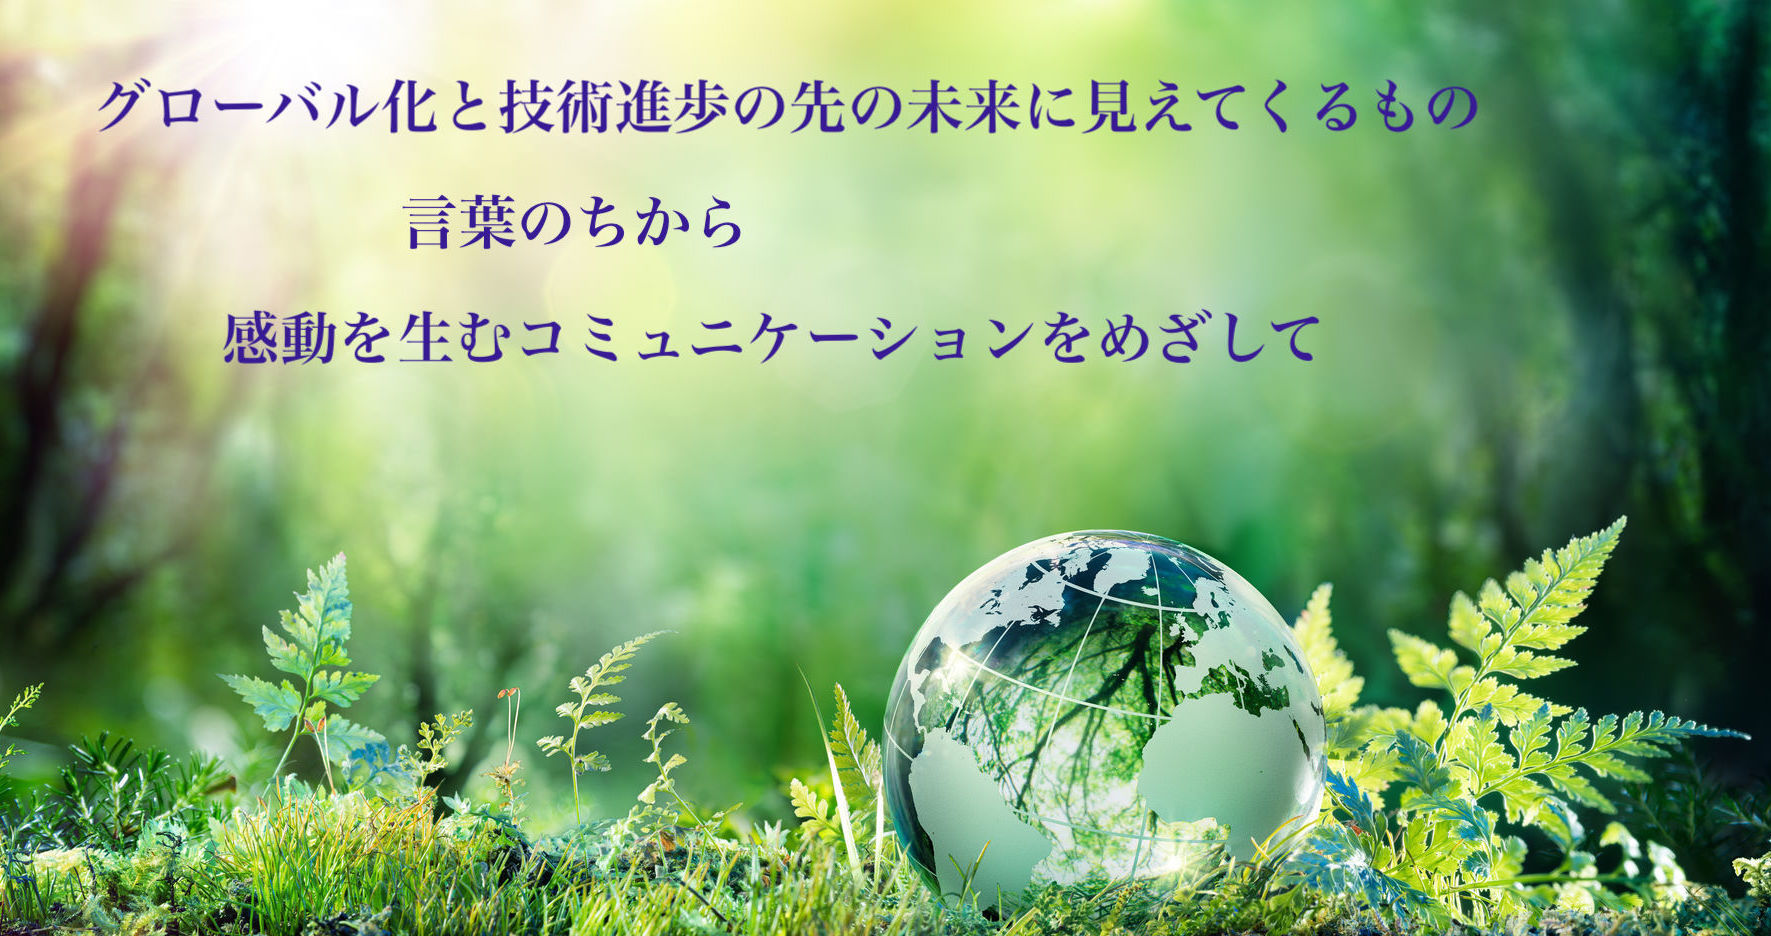 グローバル化と技術進歩の先の未来に見えてくるもの
言葉のちから
感動を生むコミュニケーションをめざして